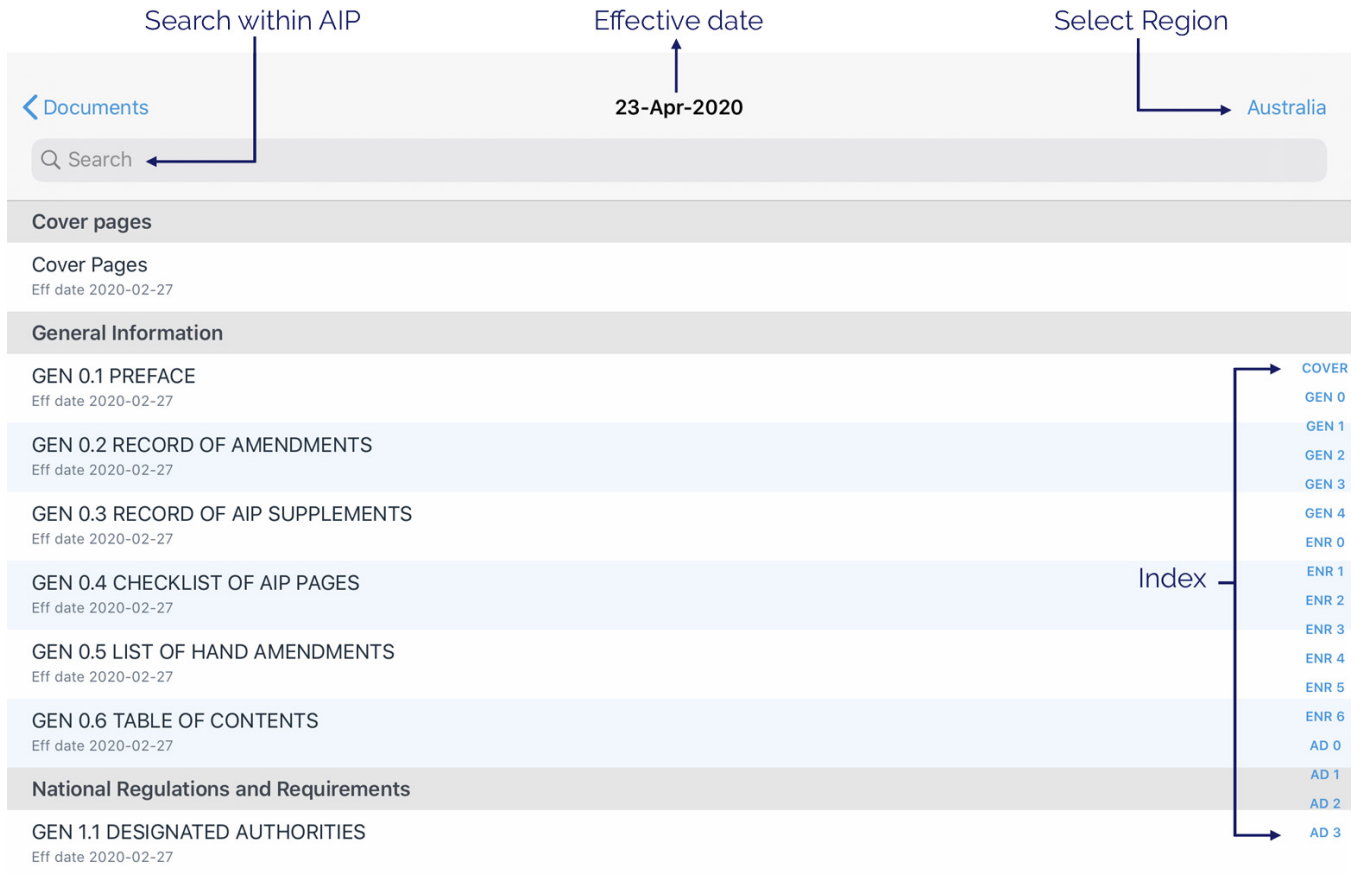 Search within AIP
Effective date
Select Region
Documents
23-Apr-2020
Australia
Search
Cover pages
Cover Pages
Eff date 2020-02-27
General Information
GEN 0.1 PREFACE
Eff date 2020-02-27
GEN 0.2 RECORD OF AMENDMENTS
Eff date 2020-02-27
GEN 0.3 RECORD OF AIP SUPPLEMENTS
Eff date 2020-02-27
GEN 0.4 CHECKLIST OF AIP PAGES
Eff date 2020-02-27
GEN 0.5 LIST OF HAND AMENDMENTS
Eff date 2020-02-27
GEN 0.6 TABLE OF CONTENTS
Eff date 2020-02-27
National Regulations and Requirements
GEN 1.1 DESIGNATED AUTHORITIES
Eff date 2020-02-27
Index
COVER
GEN 0
GEN 1
GEN 2
GEN 3
GEN 4
ENR 0
ENR 1
ENR 2
ENR 3
ENR 4
ENR 5
ENR 6
AD 0
AD 1
AD 2
AD 3